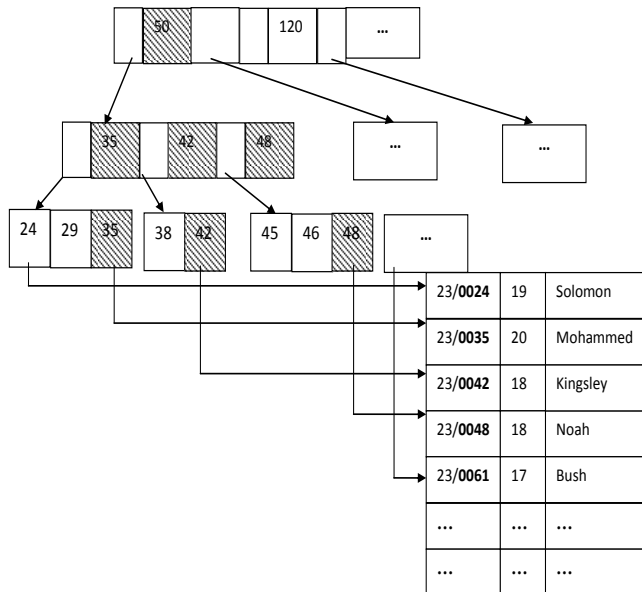 50 120 ...
35 42 48 ... ...
24 29 35 38 42 45 46 48 ...
23/0024 19 Solomon
23/0035 20 Mohammed
23/0042 18 Kingsley
23/0048 18 Noah
23/0061 17 Bush
... ... ...
... ... ...